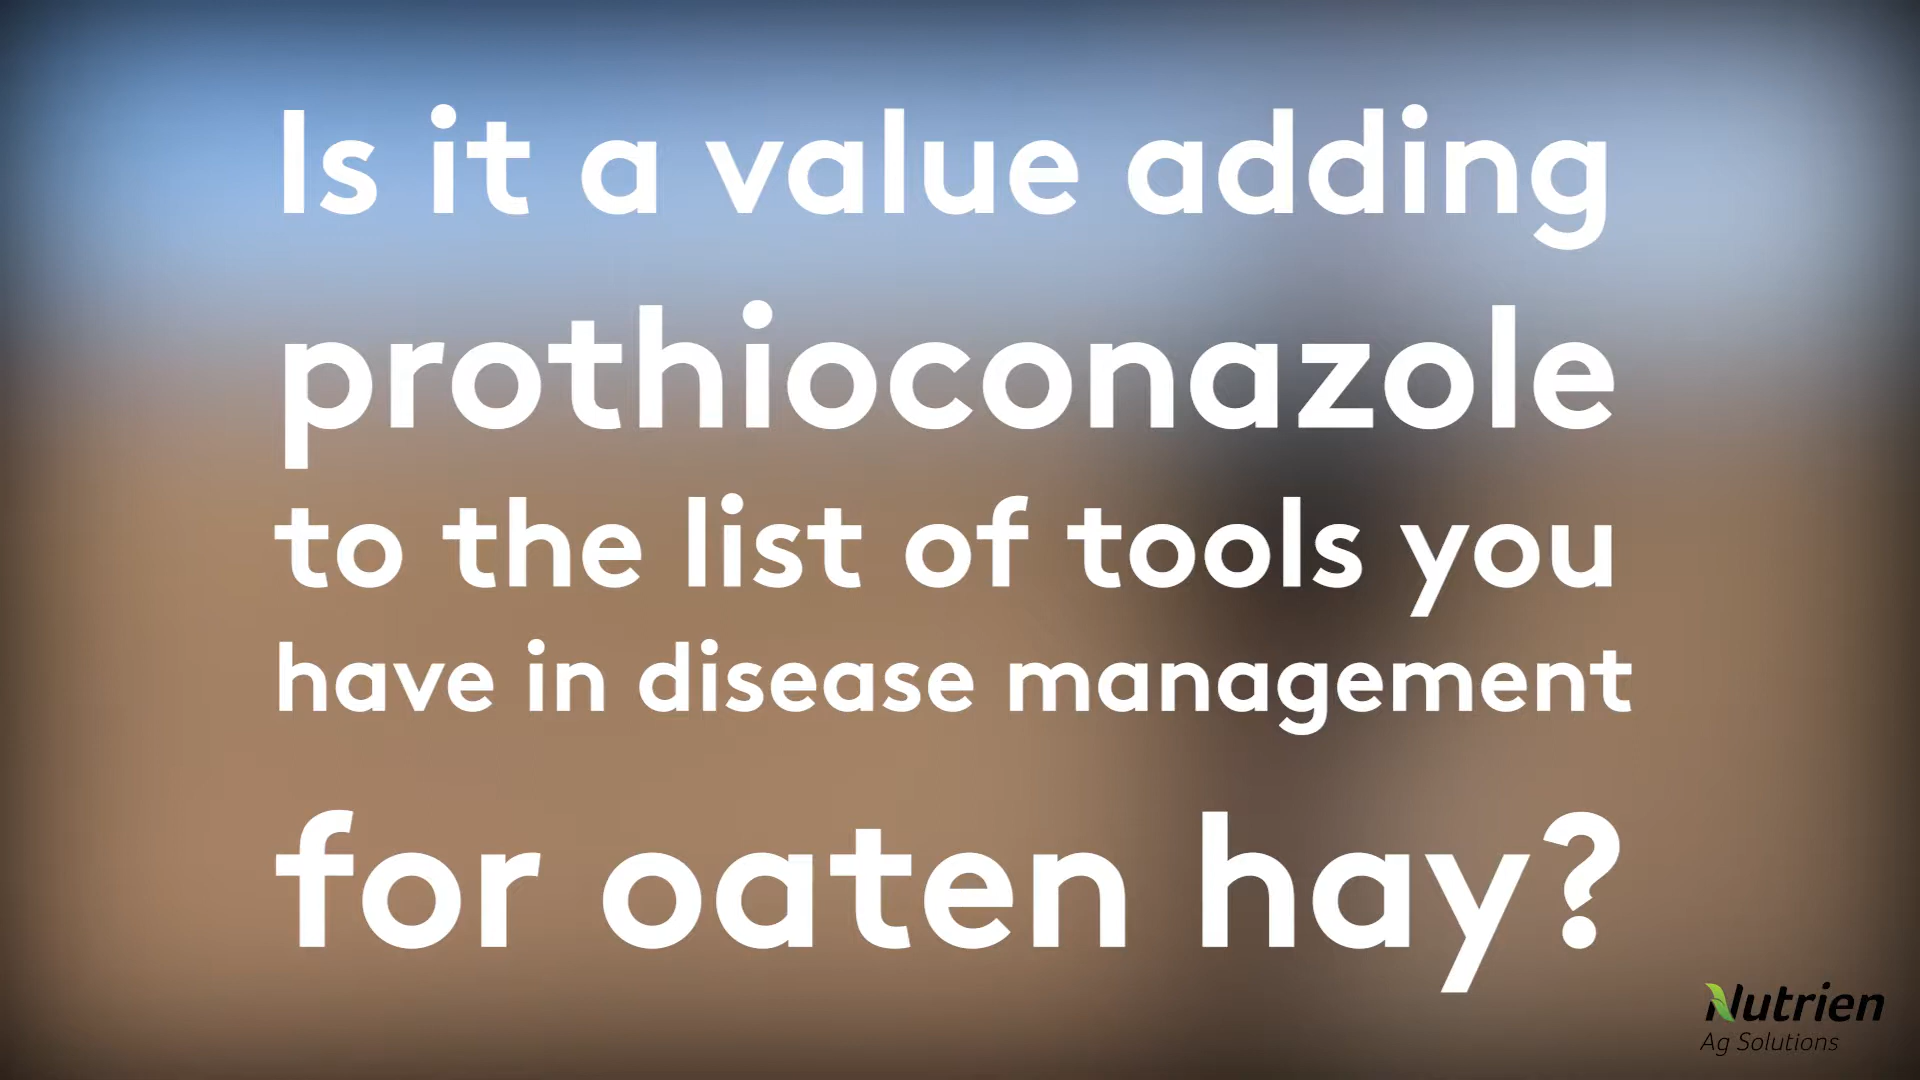 Is it a value adding
prothioconazole
to the list of tools you
have in disease management
for oaten hay?
Nutrien
Ag Solutions